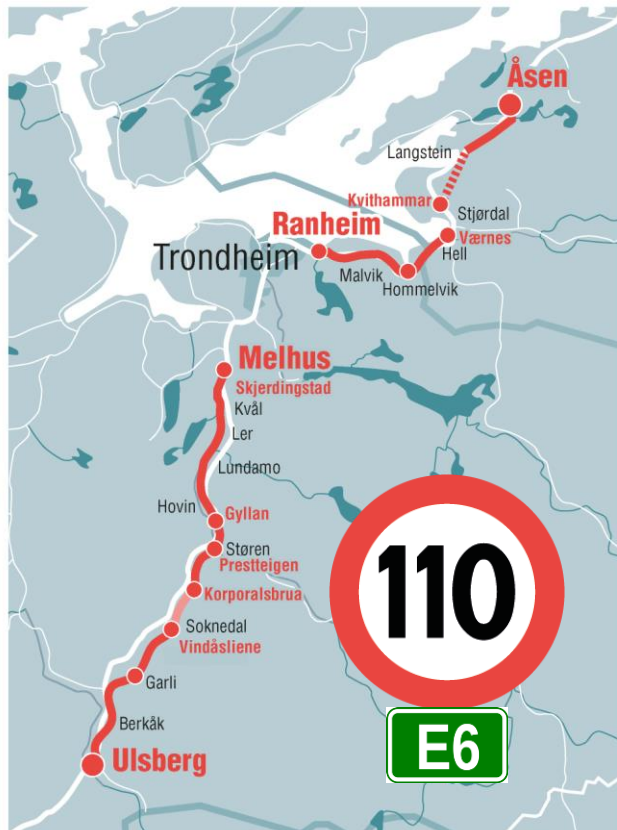 Åsen
Langstein
Kvithammar
Stjørdal
Ranheim
Værnes
Hell
Trondheim
Malvik
Hommelvik
Melhus
Skjerdingstad
Kvål
Ler
Lundamo
Hovin
Gyllan
Støren
Prestteigen
Korporalsbrua
Soknedal
Vindåsliene
Garli
Berkåk
Ulsberg
110
E6